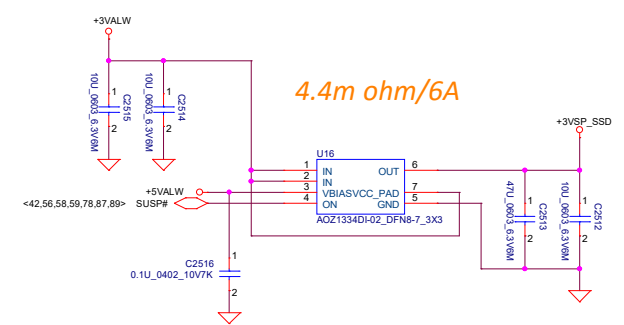 +3VALW
1
C2515
10U_0603_6.3V6M
2
1
C2514
10U_0603_6.3V6M
2
4.4m ohm/6A
+3VSP_SSD
U16
1 IN OUT 6
2 IN
+5VALW 3 VBIAS VCC_PAD 7
<42,56,58,59,78,87,89> SUSP# 4 ON GND 5
AOZ1334DI-02_DFN8-7_3X3
1
C2513
47U_0603_6.3V6M
2
1
C2512
10U_0603_6.3V6M
2
1
C2516
0.1U_0402_10V7K
2